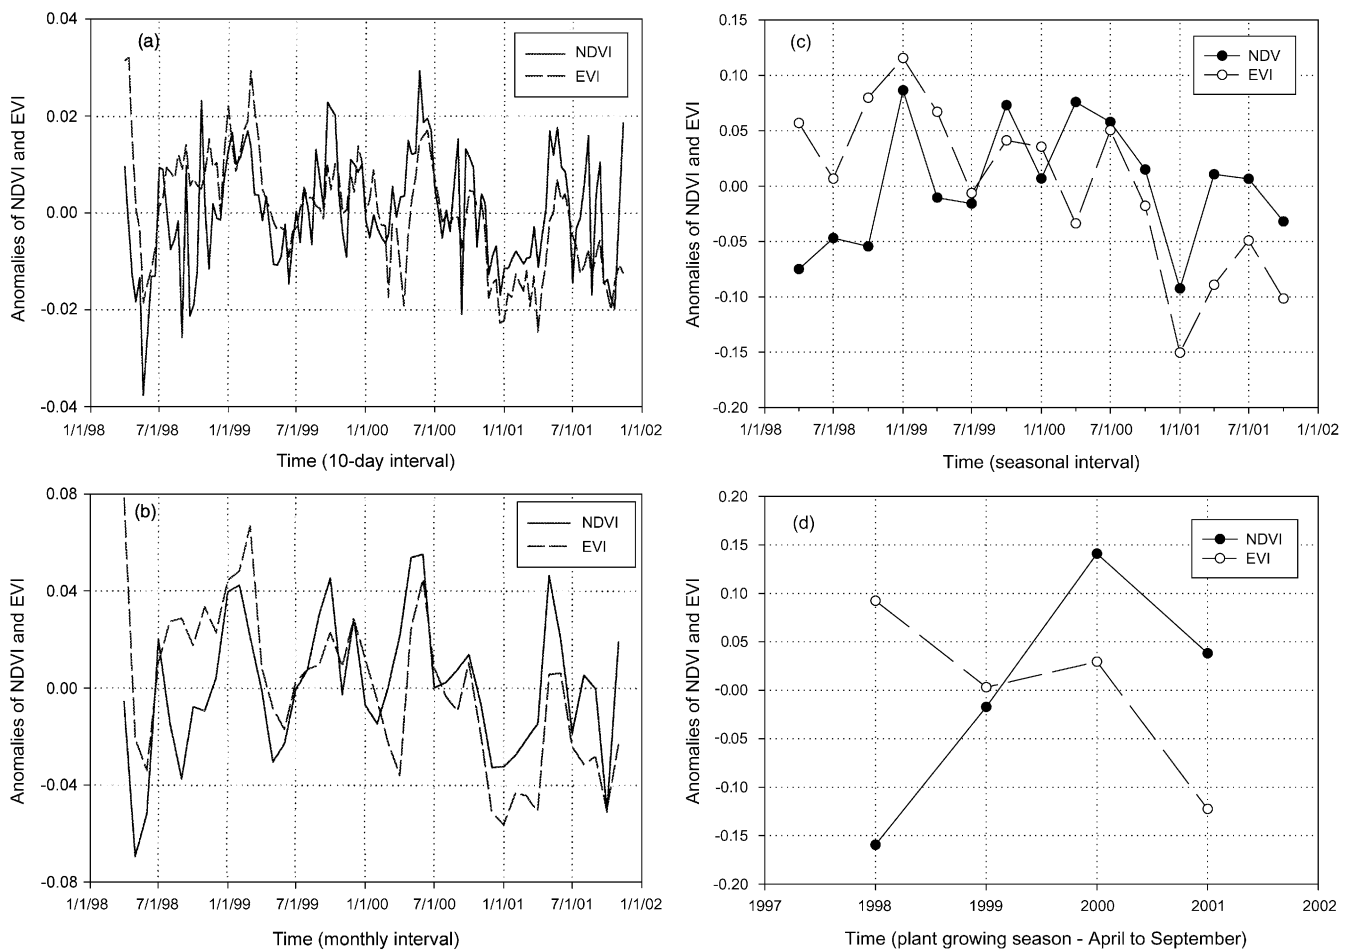 (a)
NDVI
EVI
0.04
0.02
0.00
-0.02
-0.04
Anomalies of NDVI and EVI
1/1/98 7/1/98 1/1/99 7/1/99 1/1/00 7/1/00 1/1/01 7/1/01 1/1/02
Time (10-day interval)
(c)
NDV
EVI
0.15
0.10
0.05
0.00
-0.05
-0.10
-0.15
-0.20
Anomalies of NDVI and EVI
1/1/98 7/1/98 1/1/99 7/1/99 1/1/00 7/1/00 1/1/01 7/1/01 1/1/02
Time (seasonal interval)
(b)
NDVI
EVI
0.08
0.04
0.00
-0.04
-0.08
Anomalies of NDVI and EVI
1/1/98 7/1/98 1/1/99 7/1/99 1/1/00 7/1/00 1/1/01 7/1/01 1/1/02
Time (monthly interval)
(d)
NDVI
EVI
0.20
0.15
0.10
0.05
-0.00
-0.05
-0.10
-0.15
-0.20
Anomalies of NDVI and EVI
1997 1998 1999 2000 2001 2002
Time (plant growing season - April to September)